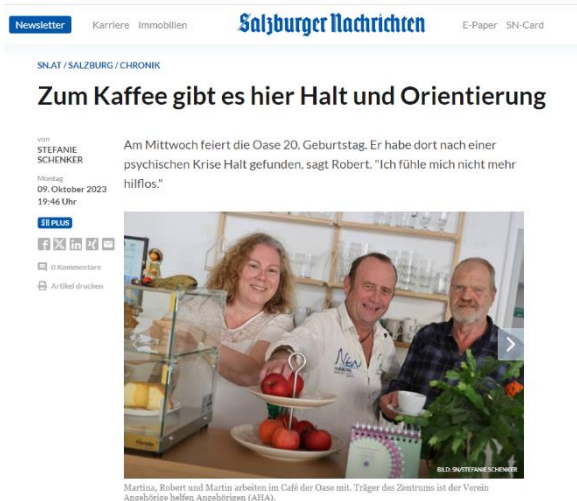 Newsletter Karriere Immobilien Salzburger Nachrichten E-Paper SN-Card
SN.AT / SALZBURG / CHRONIK
Zum Kaffee gibt es hier Halt und Orientierung
von
STEFANIE
SCHENKER
Montag
09. Oktober 2023
19:46 Uhr
SN PLUS
0 Kommentare
Artikel drucken
Am Mittwoch feiert die Oase 20. Geburtstag. Er habe dort nach einer
psychischen Krise Halt gefunden, sagt Robert. "Ich fühle mich nicht mehr
hilflos."
BILD: SN/STEFANIE SCHENKER
Martina, Robert und Martin arbeiten im Café der Oase mit. Träger des Zentrums ist der Verein
Angehörige helfen Angehörigen (AHA).